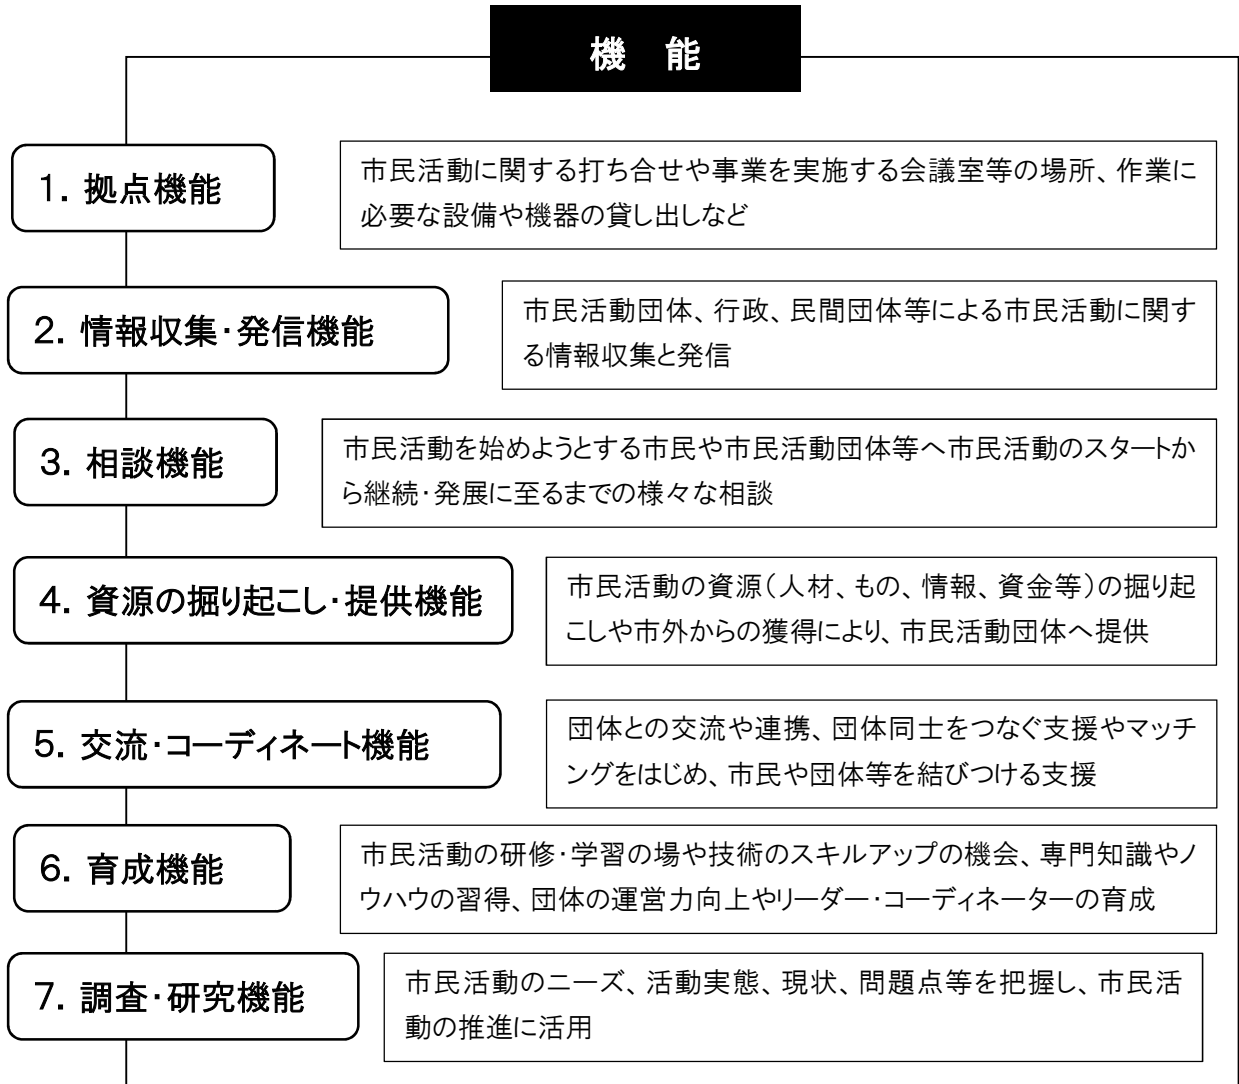 機　能
1. 拠点機能
市民活動に関する打ち合せや事業を実施する会議室等の場所、作業に
必要な設備や機器の貸し出しなど
2. 情報収集・発信機能
市民活動団体、行政、民間団体等による市民活動に関す
る情報収集と発信
3. 相談機能
市民活動を始めようとする市民や市民活動団体等へ市民活動のスタートか
ら継続・発展に至るまでの様々な相談
4. 資源の掘り起こし・提供機能
市民活動の資源（人材、もの、情報、資金等）の掘り起
こしや市外からの獲得により、市民活動団体へ提供
5. 交流・コーディネート機能
団体との交流や連携、団体同士をつなぐ支援やマッチ
ングをはじめ、市民や団体等を結びつける支援
6. 育成機能
市民活動の研修・学習の場や技術のスキルアップの機会、専門知識やノ
ウハウの習得、団体の運営力向上やリーダー・コーディネーターの育成
7. 調査・研究機能
市民活動のニーズ、活動実態、現状、問題点等を把握し、市民活
動の推進に活用